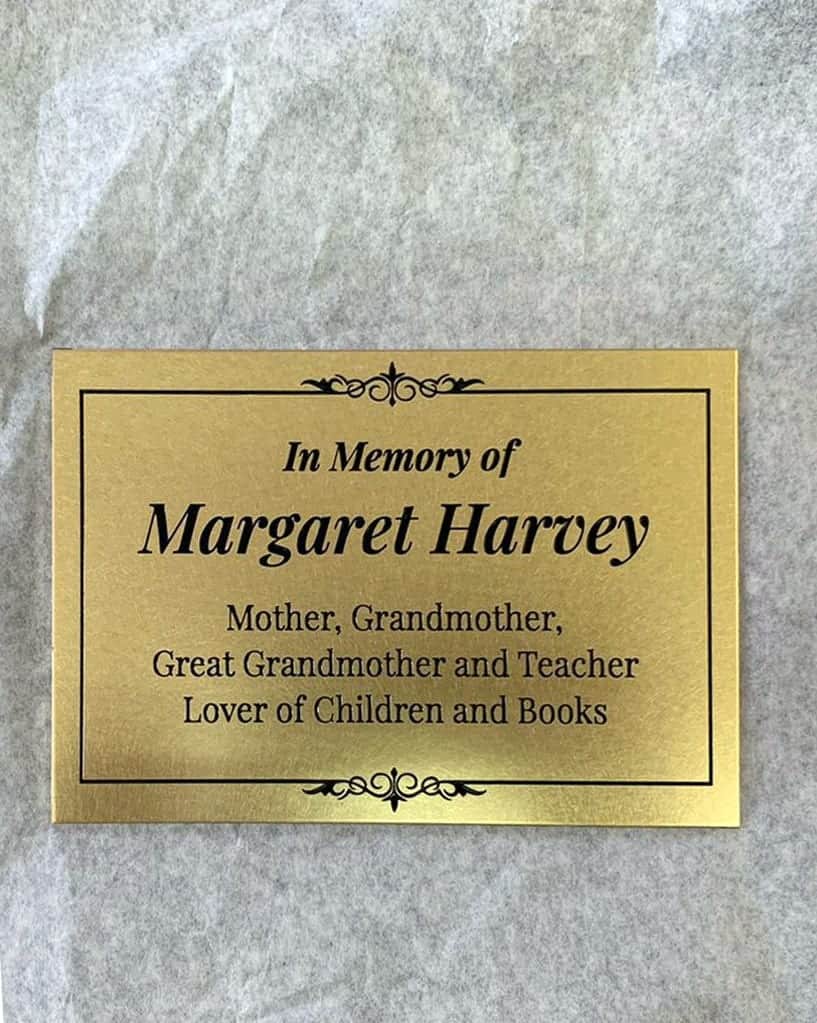 In Memory of
Margaret Harvey
Mother, Grandmother,
Great Grandmother and Teacher
Lover of Children and Books